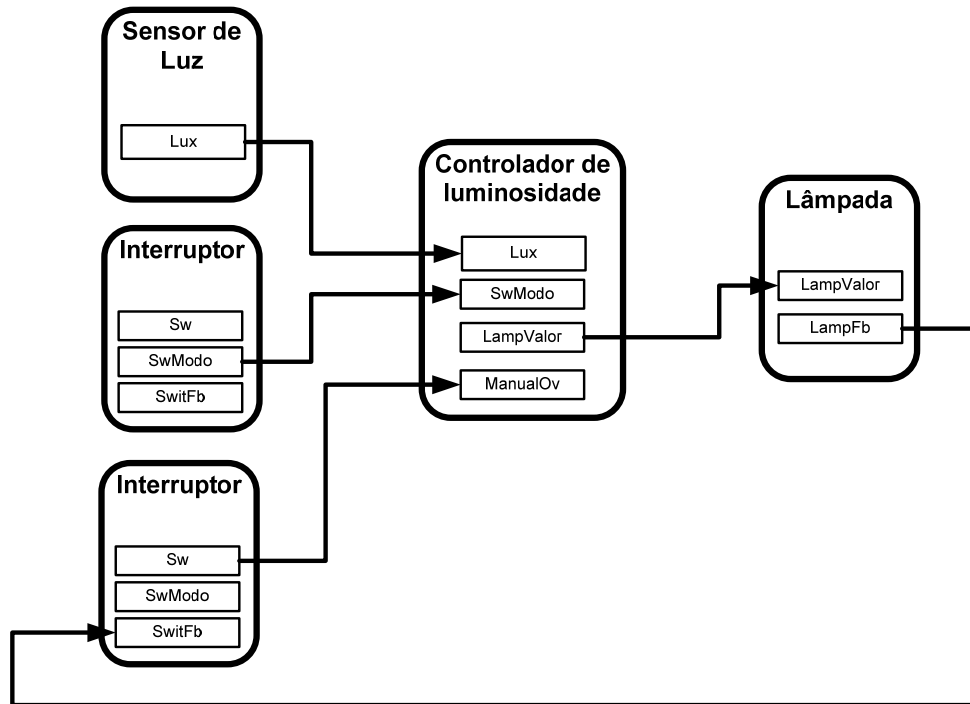 Sensor de
Luz
Lux
Interruptor
Sw
SwModo
SwitFb
Interruptor
Sw
SwModo
SwitFb
Controlador de
luminosidade
Lux
SwModo
LampValor
ManualOv
Lâmpada
LampValor
LampFb